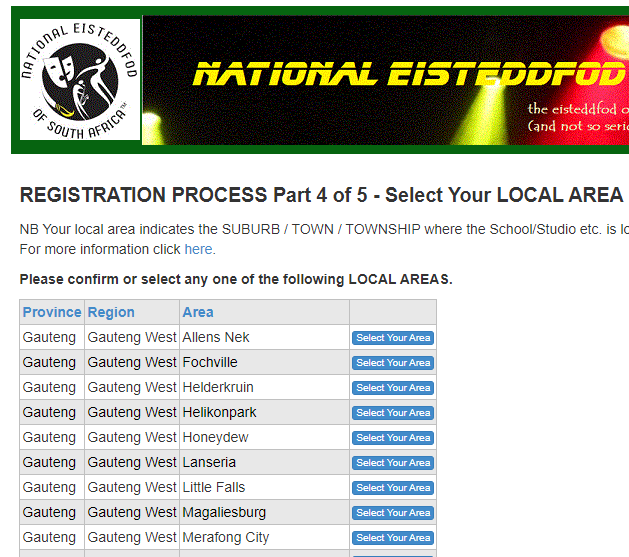 NATIONAL EISTEDDFOD
OF SOUTH AFRICA™
NATIONAL EISTEDDFOD
the eisteddfod o
(and not so seri
REGISTRATION PROCESS Part 4 of 5 - Select Your LOCAL AREA
NB Your local area indicates the SUBURB / TOWN / TOWNSHIP where the School/Studio etc. is lo
For more information click here.
Please confirm or select any one of the following LOCAL AREAS.
Province Region Area
Gauteng Gauteng West Allens Nek Select Your Area
Gauteng Gauteng West Fochville Select Your Area
Gauteng Gauteng West Helderkruin Select Your Area
Gauteng Gauteng West Helikonpark Select Your Area
Gauteng Gauteng West Honeydew Select Your Area
Gauteng Gauteng West Lanseria Select Your Area
Gauteng Gauteng West Little Falls Select Your Area
Gauteng Gauteng West Magaliesburg Select Your Area
Gauteng Gauteng West Merafong City Select Your Area